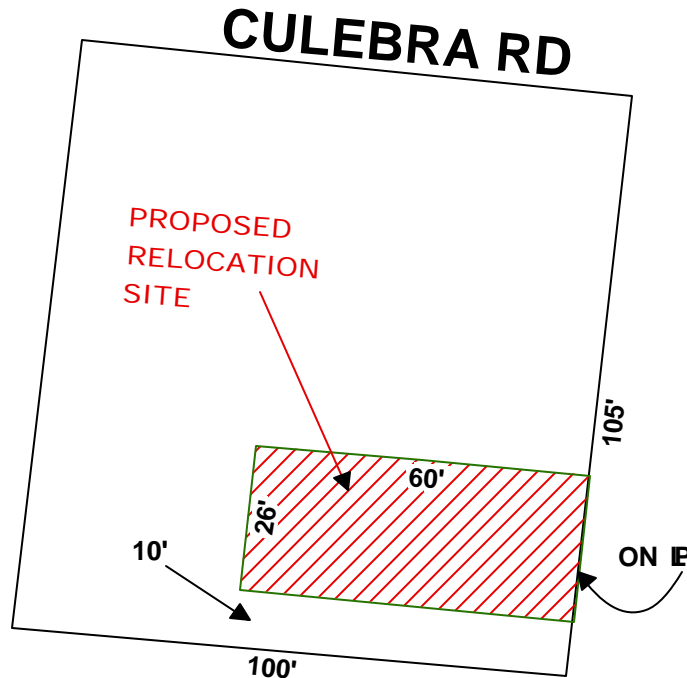 CULEBRA RD
PROPOSED
RELOCATION
SITE
105'
60'
26'
10'
ON
100'